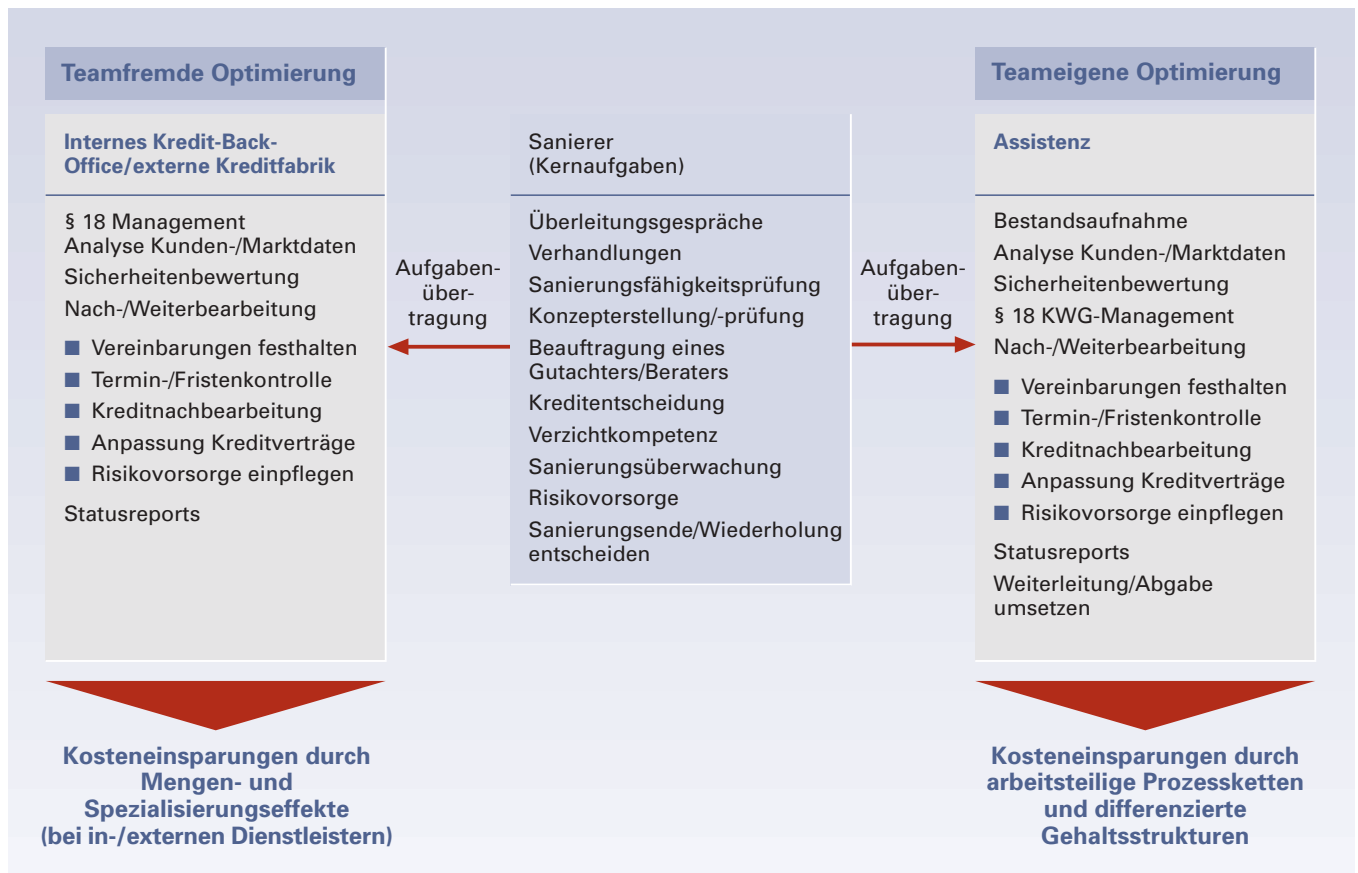 Teamfremde Optimierung
Internes Kredit-Back-
Office/externe Kreditfabrik
§ 18 Management
Analyse Kunden-/Marktdaten
Sicherheitenbewertung
Nach-/Weiterbearbeitung
■ Vereinbarungen festhalten
■ Termin-/Fristenkontrolle
■ Kreditnachbearbeitung
■ Anpassung Kreditverträge
■ Risikovorsorge einpflegen
Statusreports
Kosteneinsparungen durch
Mengen- und
Spezialisierungseffekte
(bei in-/externen Dienstleistern)
Aufgaben-
über-
tragung
Sanierer
(Kernaufgaben)
Überleitungsgespräche
Verhandlungen
Sanierungsfähigkeitsprüfung
Konzepterstellung/-prüfung
Beauftragung eines
Gutachters/Beraters
Kreditentscheidung
Verzichtkompetenz
Sanierungsüberwachung
Risikovorsorge
Sanierungsende/Wiederholung
entscheiden
Aufgaben-
über-
tragung
Teameigene Optimierung
Assistenz
Bestandsaufnahme
Analyse Kunden-/Marktdaten
Sicherheitenbewertung
§ 18 KWG-Management
Nach-/Weiterbearbeitung
■ Vereinbarungen festhalten
■ Termin-/Fristenkontrolle
■ Kreditnachbearbeitung
■ Anpassung Kreditverträge
■ Risikovorsorge einpflegen
Statusreports
Weiterleitung/Abgabe
umsetzen
Kosteneinsparungen durch
arbeitsteilige Prozessketten
und differenzierte
Gehaltsstrukturen